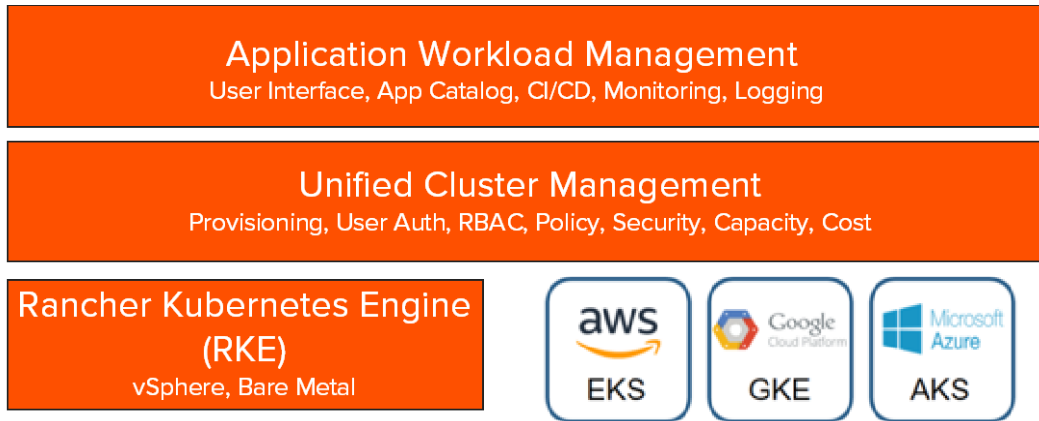 Application Workload Management
User Interface, App Catalog, CI/CD, Monitoring, Logging
Unified Cluster Management
Provisioning, User Auth, RBAC, Policy, Security, Capacity, Cost
Rancher Kubernetes Engine
(RKE)
vSphere, Bare Metal
aws
EKS
Google
Cloud Platform
GKE
Microsoft
Azure
AKS